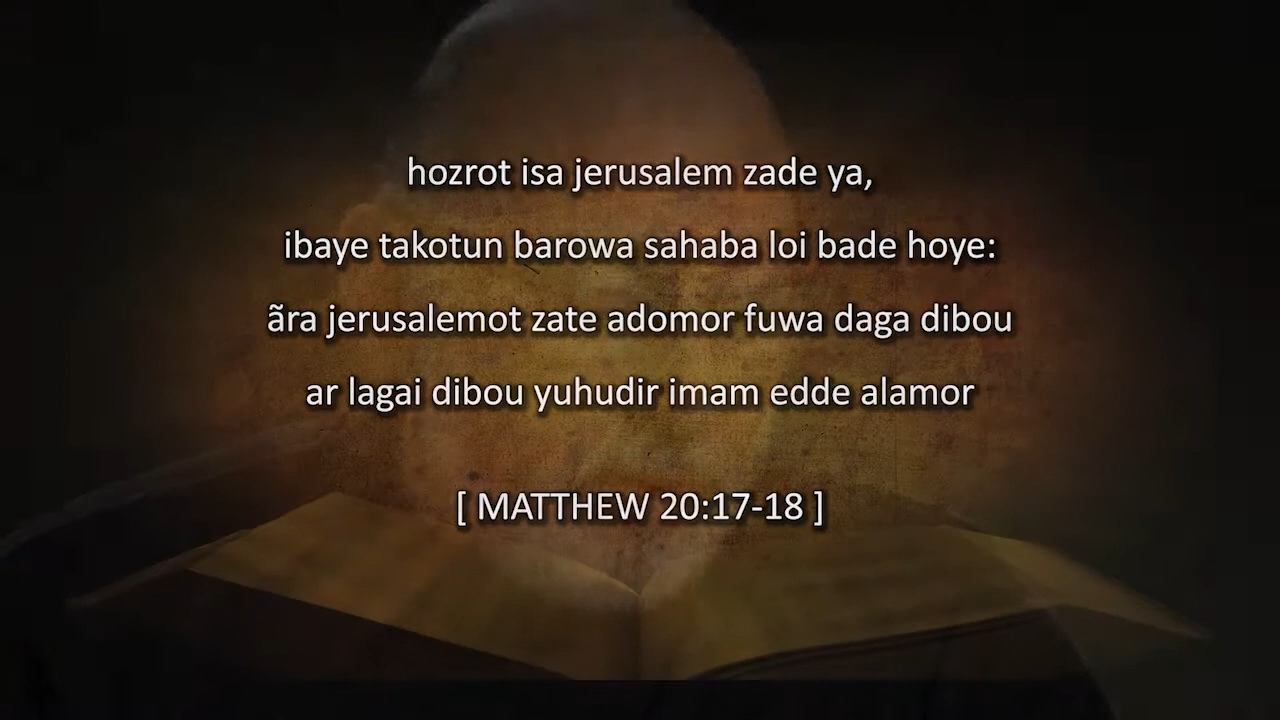 hozrot isa jerusalem zade ya,
ibaye takotun barowa sahaba loi bade hoye:
ãra jerusalemot zate adomor fuwa daga dibou
ar lagai dibou yuhudir imam edde alamor
[ MATTHEW 20:17-18 ]